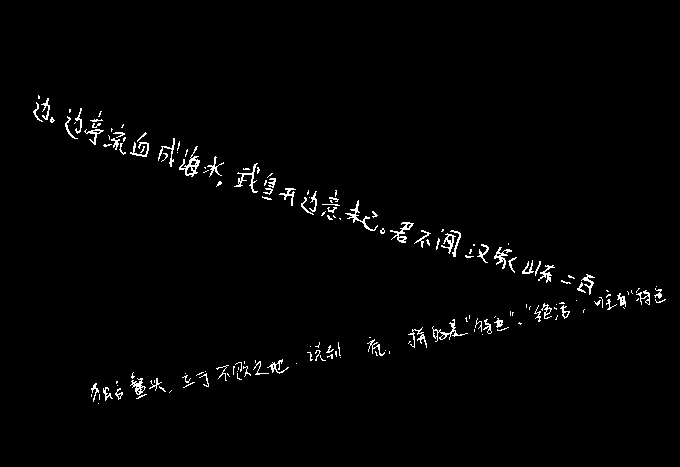 边。边亭流血成海水，武皇开边意未已。君不闻汉家山东二百
独占鳌头，立于不败之地．说到 底，拼的是"特色"、"绝活"，唯有"特色